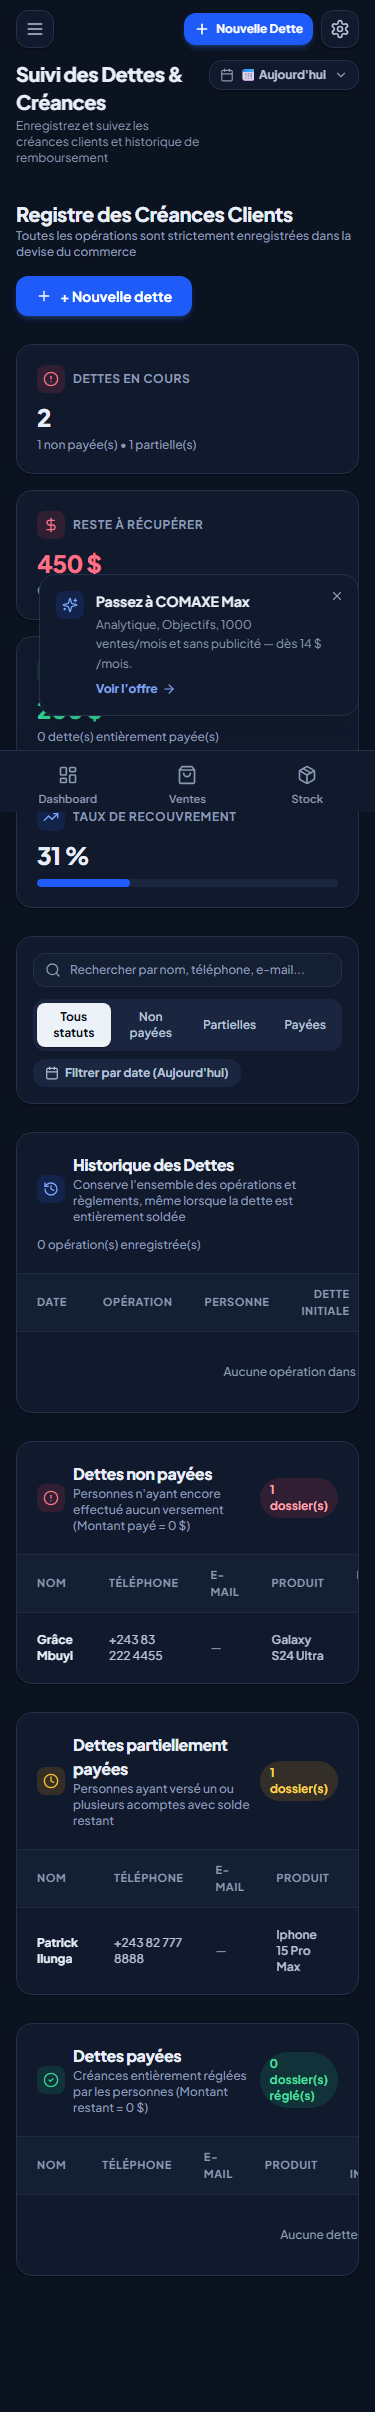 Nouvelle Dette
Suivi des Dettes &
Créances
Aujourd'hui
Enregistrez et suivez les
créances clients et historique de
remboursement
Registre des Créances Clients
Toutes les opérations sont strictement enregistrées dans la
devise du commerce
+ Nouvelle dette
DETTES EN COURS
2
1 non payée(s) • 1 partielle(s)
RESTE À RÉCUPÉRER
450 $
Passez à COMAXE Max
Analytique, Objectifs, 1000
ventes/mois et sans publicité — dès 14 $
/mois.
Voir l'offre →
0 dette(s) entièrement payée(s)
Dashboard
Ventes
Stock
TAUX DE RECOUVREMENT
31 %
Rechercher par nom, téléphone, e-mail...
Tous
statuts
Non
payées
Partielles
Payées
Filtrer par date (Aujourd'hui)
Historique des Dettes
Conserve l'ensemble des opérations et
règlements, même lorsque la dette est
entièrement soldée
0 opération(s) enregistrée(s)
DATE
OPÉRATION
PERSONNE
DETTE
INITIALE
Aucune opération dans
Dettes non payées
Personnes n'ayant encore
effectué aucun versement
(Montant payé = 0 $)
1
dossier(s)
NOM
TÉLÉPHONE
E-
MAIL
PRODUIT
Grâce
Mbuyi
+243 83
222 4455
—
Galaxy
S24 Ultra
Dettes partiellement
payées
Personnes ayant versé un ou
plusieurs acomptes avec solde
restant
1
dossier(s)
NOM
TÉLÉPHONE
E-
MAIL
PRODUIT
Patrick
Ilunga
+243 82 777
8888
—
Iphone
15 Pro
Max
Dettes payées
Créances entièrement réglées
par les personnes (Montant
restant = 0 $)
0
dossier(s)
réglé(s)
NOM
TÉLÉPHONE
E-
MAIL
PRODUIT
Aucune dette